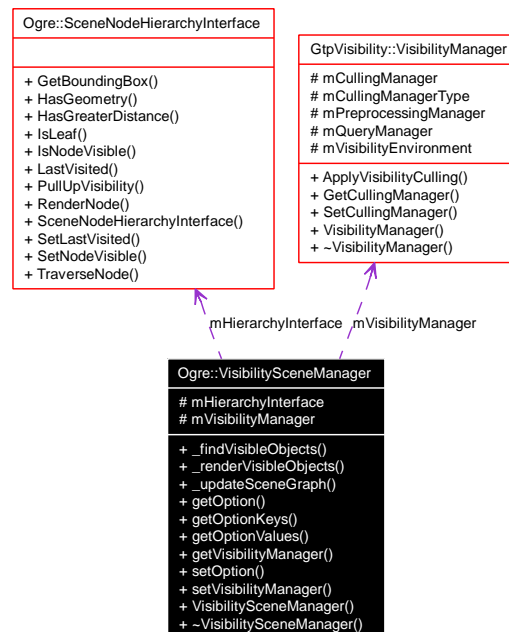 Ogre::SceneNodeHierarchyInterface
+ GetBoundingBox()
+ HasGeometry()
+ HasGreaterDistance()
+ IsLeaf()
+ IsNodeVisible()
+ LastVisited()
+ PullUpVisibility()
+ RenderNode()
+ SceneNodeHierarchyInterface()
+ SetLastVisited()
+ SetNodeVisible()
+ TraverseNode()
GtpVisibility::VisibilityManager
# mCullingManager
# mCullingManagerType
# mPreprocessingManager
# mQueryManager
# mVisibilityEnvironment
+ ApplyVisibilityCulling()
+ GetCullingManager()
+ SetCullingManager()
+ VisibilityManager()
+ ~VisibilityManager()
mHierarchyInterface
mVisibilityManager
Ogre::VisibilitySceneManager
# mHierarchyInterface
# mVisibilityManager
+ _findVisibleObjects()
+ _renderVisibleObjects()
+ _updateSceneGraph()
+ getOption()
+ getOptionKeys()
+ getOptionValues()
+ getVisibilityManager()
+ setOption()
+ setVisibilityManager()
+ VisibilitySceneManager()
+ ~VisibilitySceneManager()